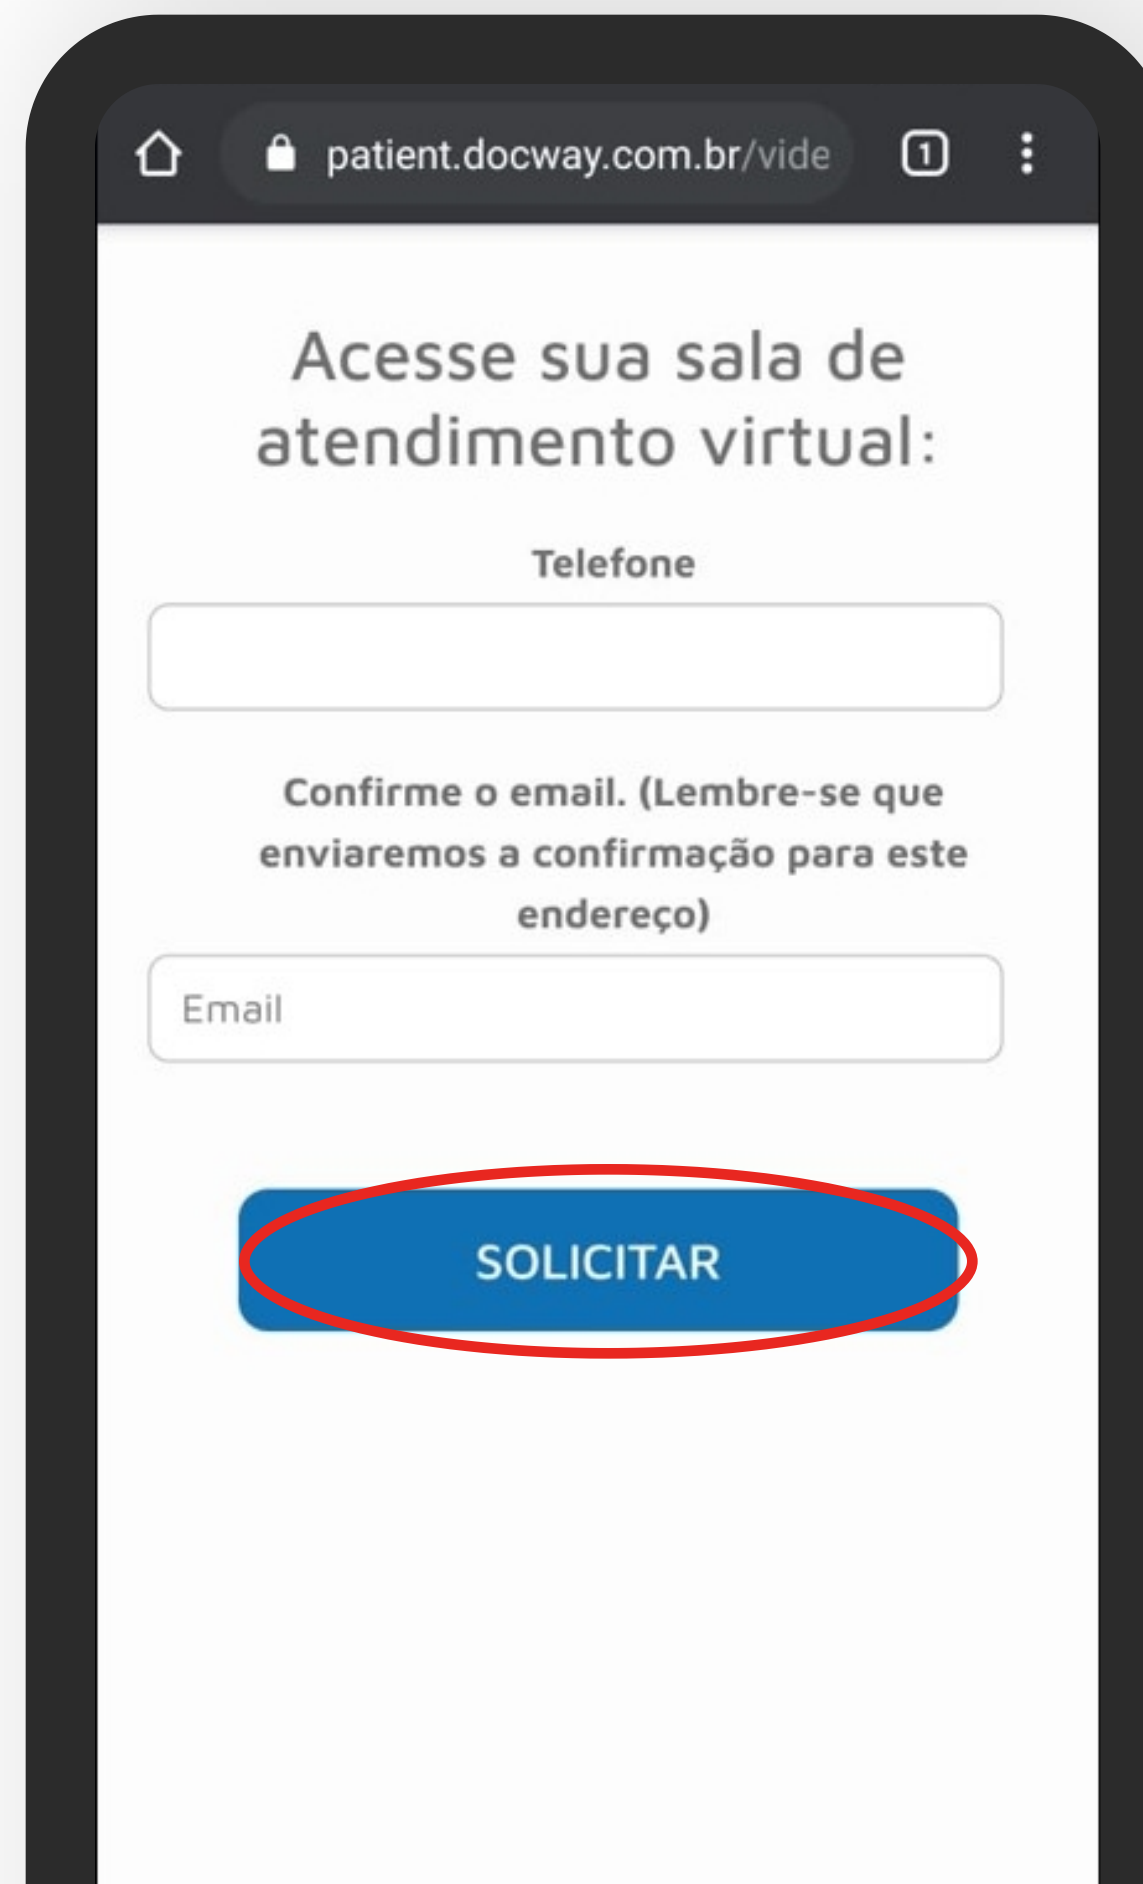 patient.docway.com.br/vide
1
Acesse sua sala de
atendimento virtual:
Telefone
Confirme o email. (Lembre-se que
enviaremos a confirmação para este
endereço)
Email
SOLICITAR